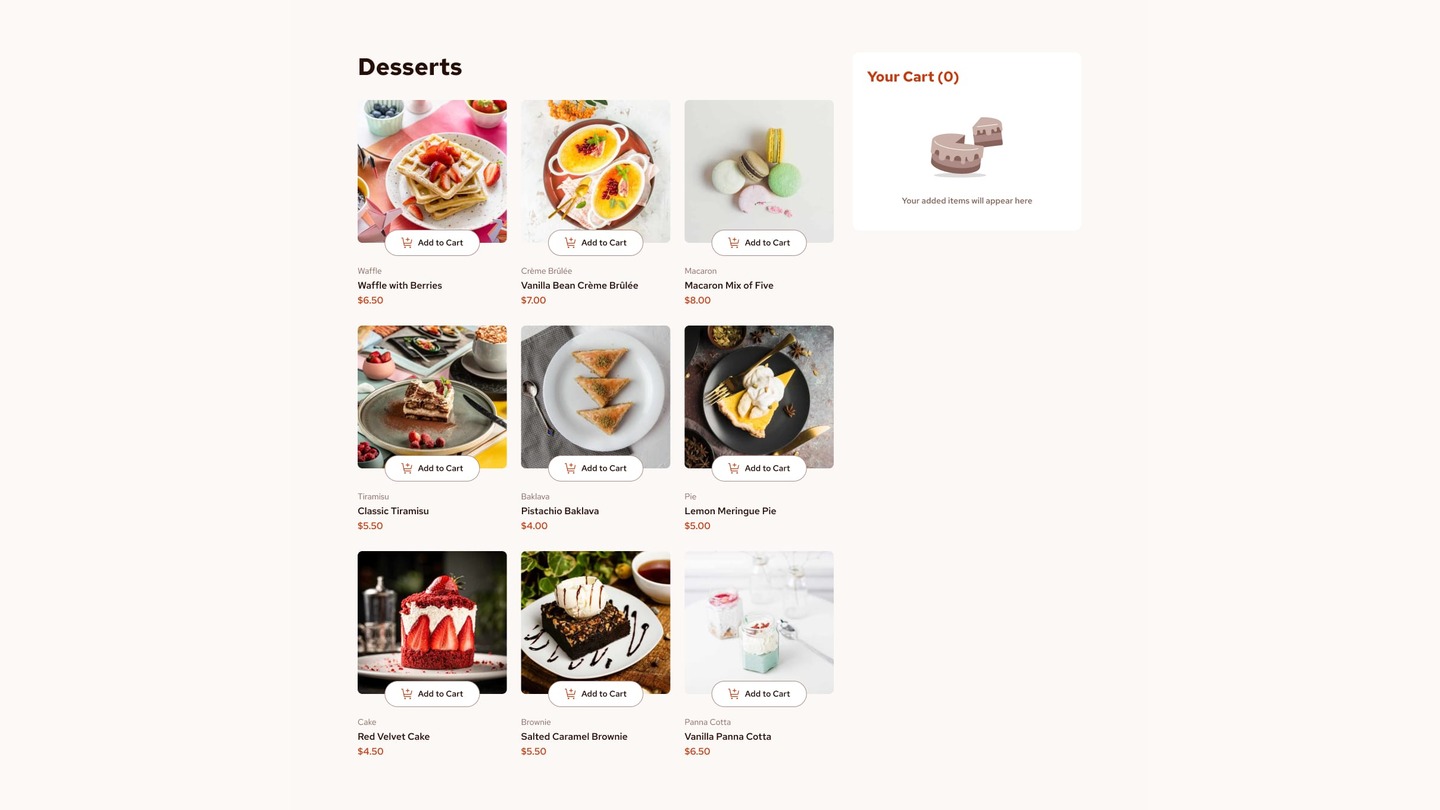 Desserts
Your Cart (0)
Your added items will appear here
Add to Cart
Waffle
Waffle with Berries
$6.50
Add to Cart
Crème Brûlée
Vanilla Bean Crème Brûlée
$7.00
Add to Cart
Macaron
Macaron Mix of Five
$8.00
Add to Cart
Tiramisu
Classic Tiramisu
$5.50
Add to Cart
Baklava
Pistachio Baklava
$4.00
Add to Cart
Pie
Lemon Meringue Pie
$5.00
Add to Cart
Cake
Red Velvet Cake
$4.50
Add to Cart
Brownie
Salted Caramel Brownie
$5.50
Add to Cart
Panna Cotta
Vanilla Panna Cotta
$6.50